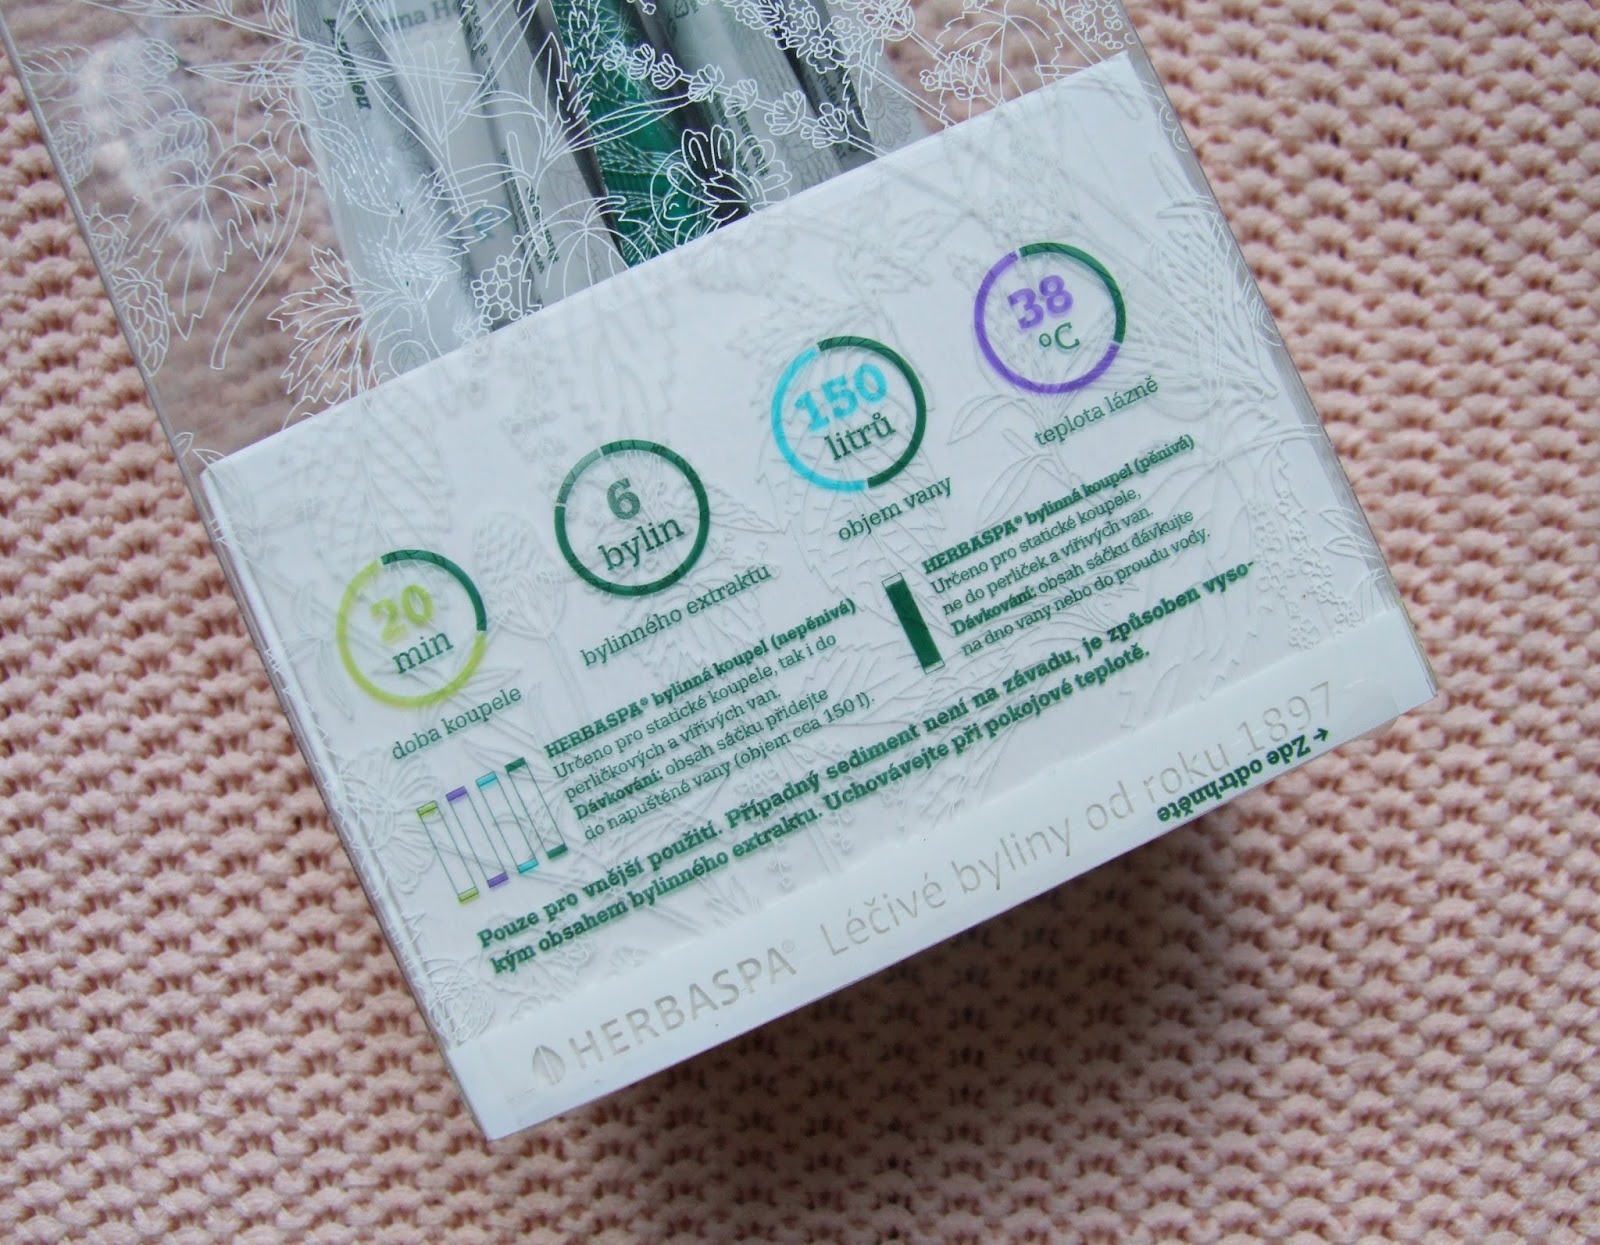 20
min
doba koupele
6
bylin
bylinného extraktu
150
litrů
objem vany
38
°C
teplota lázně
HERBASPA® bylinná koupel (nepěnivá)
Určeno pro statické koupele, tak i do
perličkových a vířivých van.
Dávkování: obsah sáčku přidejte
do napuštěné vany (objem cca 150 l).
HERBASPA® bylinná koupel (pěnivá)
Určeno pro statické koupele,
ne do perliček a vířivých van.
Dávkování: obsah sáčku dávkujte
na dno vany nebo do proudu vody.
Pouze pro vnější použití. Případný sediment není na závadu, je způsoben vyso-
kým obsahem bylinného extraktu. Uchovávejte při pokojové teplotě.
HERBASPA® Léčivé byliny od roku 1897
Zde odtrhněte